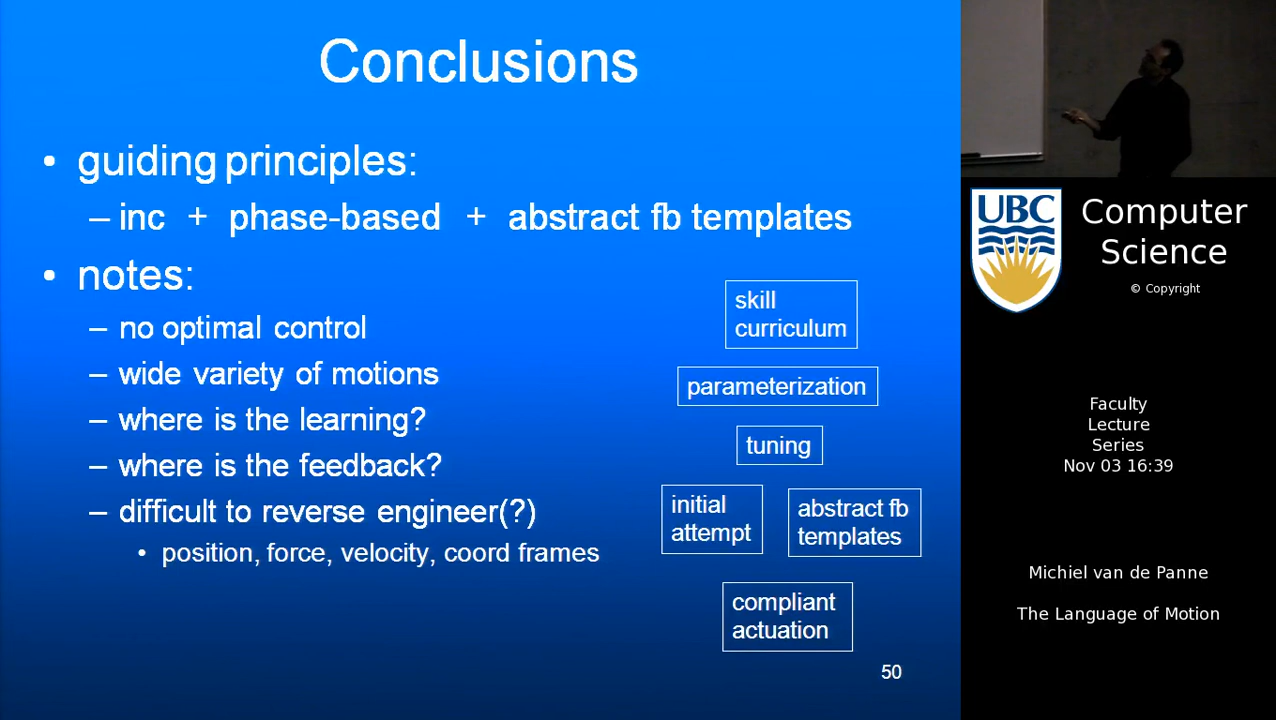 Conclusions
• guiding principles:
– inc + phase-based + abstract fb templates
• notes:
– no optimal control
– wide variety of motions
– where is the learning?
– where is the feedback?
– difficult to reverse engineer(?)
• position, force, velocity, coord frames
skill
curriculum
parameterization
tuning
initial
attempt
abstract fb
templates
compliant
actuation
50
UBC
Computer
Science
© Copyright
Faculty
Lecture
Series
Nov 03 16:39
Michiel van de Panne
The Language of Motion